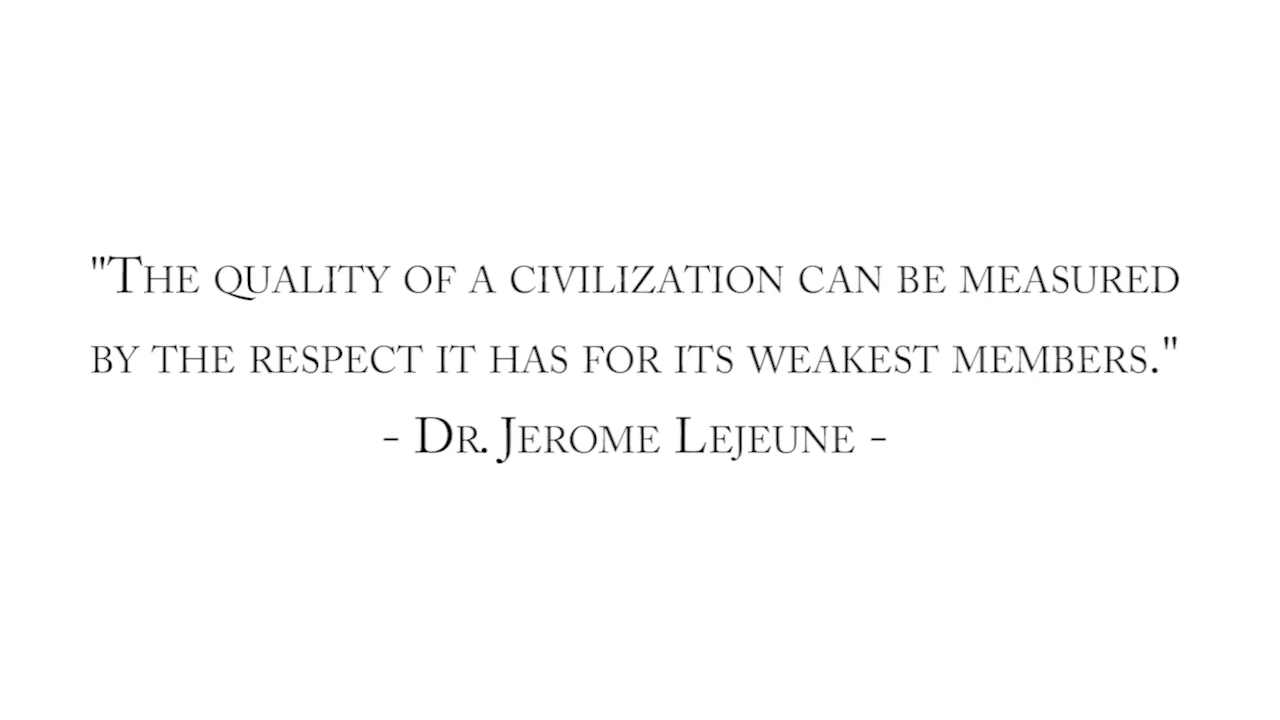 "The quality of a civilization can be measured
by the respect it has for its weakest members."
- Dr. Jerome Lejeune -